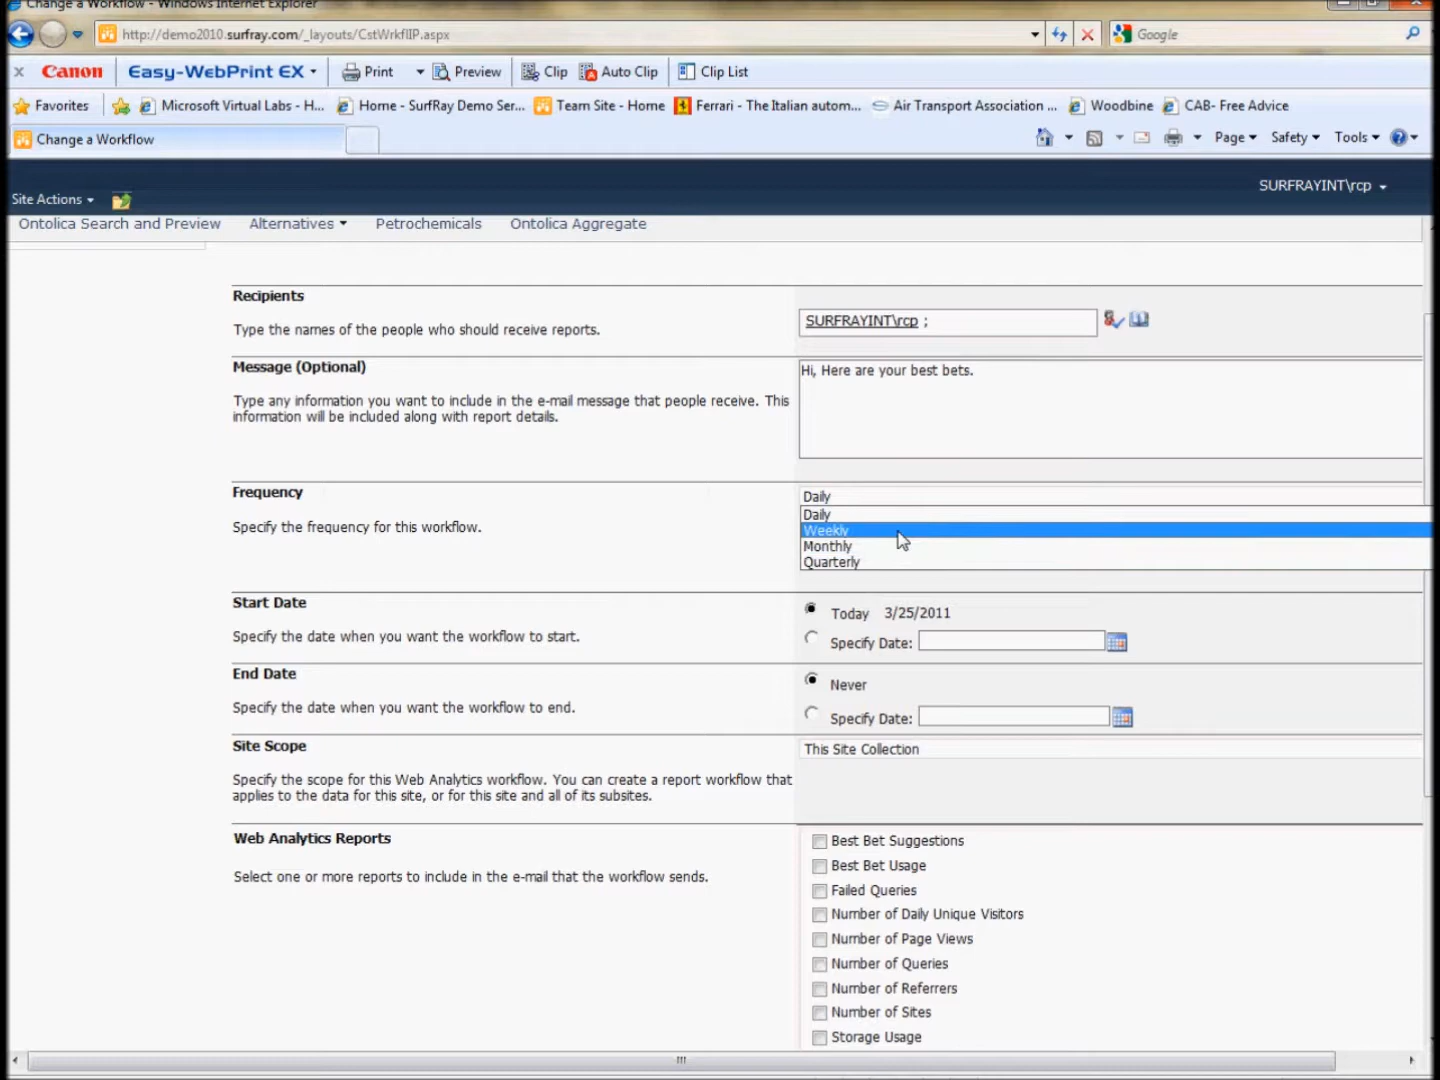 Change a Workflow - Windows Internet Explorer
http://demo2010.surfray.com/_layouts/CstWrkflIP.aspx
Google
x Canon Easy-WebPrint EX Print Preview Clip Auto Clip Clip List
Favorites Microsoft Virtual Labs - H... Home - SurfRay Demo Ser... Team Site - Home Ferrari - The Italian autom... Air Transport Association ... Woodbine CAB- Free Advice
Change a Workflow
Page Safety Tools
Site Actions
SURFRAYINT\rcp
Ontolica Search and Preview Alternatives Petrochemicals Ontolica Aggregate
Recipients
Type the names of the people who should receive reports.
SURFRAYINT\rcp ;
Message (Optional)
Type any information you want to include in the e-mail message that people receive. This
information will be included along with report details.
Hi, Here are your best bets.
Frequency
Specify the frequency for this workflow.
Daily
Daily
Weekly
Monthly
Quarterly
Start Date
Specify the date when you want the workflow to start.
Today 3/25/2011
Specify Date:
End Date
Specify the date when you want the workflow to end.
Never
Specify Date:
Site Scope
Specify the scope for this Web Analytics workflow. You can create a report workflow that
applies to the data for this site, or for this site and all of its subsites.
This Site Collection
Web Analytics Reports
Select one or more reports to include in the e-mail that the workflow sends.
Best Bet Suggestions
Best Bet Usage
Failed Queries
Number of Daily Unique Visitors
Number of Page Views
Number of Queries
Number of Referrers
Number of Sites
Storage Usage